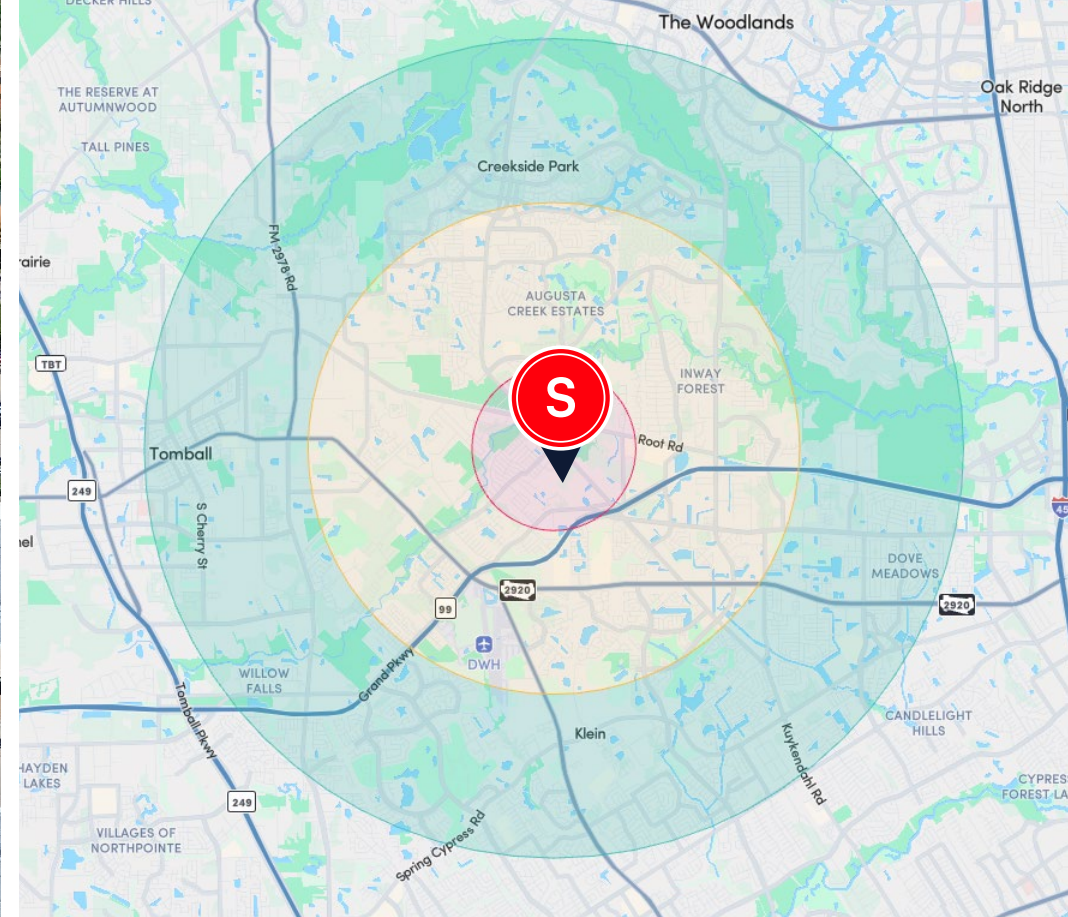 DECKER HILLS
The Woodlands
THE RESERVE AT
AUTUMNWOOD
Oak Ridge
North
TALL PINES
Creekside Park
FM 2978 Rd
rairie
AUGUSTA
CREEK ESTATES
TBT
INWAY
FOREST
S
Root Rd
Tomball
249
S Cherry St
45
nel
DOVE
MEADOWS
2920
2920
99
DWH
Grand Pkwy
WILLOW
FALLS
Tomball Pkwy
CANDLELIGHT
HILLS
Klein
Kuykendahl Rd
HAYDEN
LAKES
CYPRES
FOREST LA
249
VILLAGES OF
NORTHPOINTE
Spring Cypress Rd